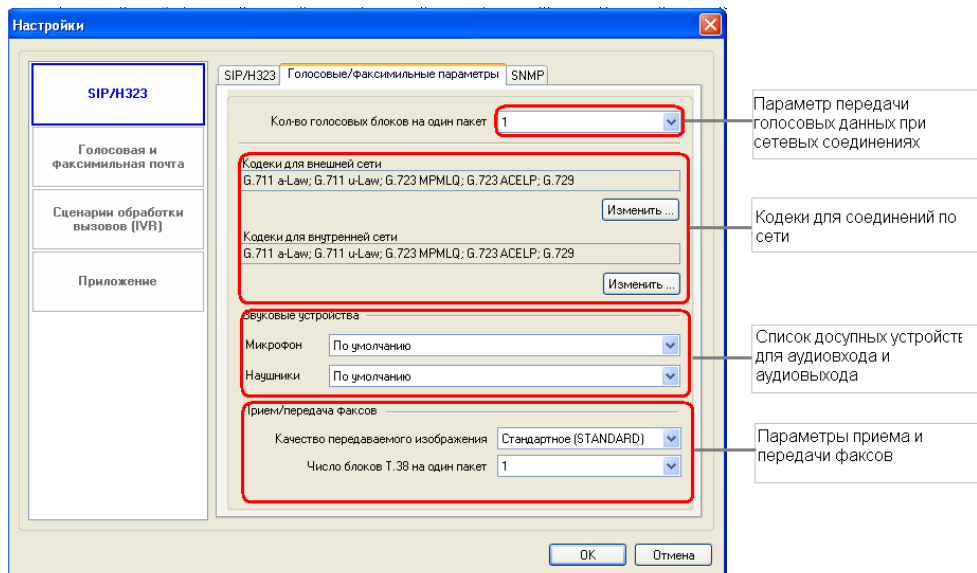 Настройки
SIP/H323
Голосовая и
факсимильная почта
Сценарии обработки
вызовов (IVR)
Приложение
SIP/H323
Голосовые/факсимильные параметры
SNMP
Кол-во голосовых блоков на один пакет
1
Кодеки для внешней сети
G.711 a-Law; G.711 u-Law; G.723 MPMLQ; G.723 ACELP; G.729
Изменить ...
Кодеки для внутренней сети
G.711 a-Law; G.711 u-Law; G.723 MPMLQ; G.723 ACELP; G.729
Изменить ...
Звуковые устройства
Микрофон
По умолчанию
Наушники
По умолчанию
Прием/передача факсов
Качество передаваемого изображения
Стандартное (STANDARD)
Число блоков Т.38 на один пакет
1
OK
Отмена
Параметр передачи
голосовых данных при
сетевых соединениях
Кодеки для соединений по
сети
Список досупных устройств
для аудиовхода и
аудиовыхода
Параметры приема и
передачи факсов